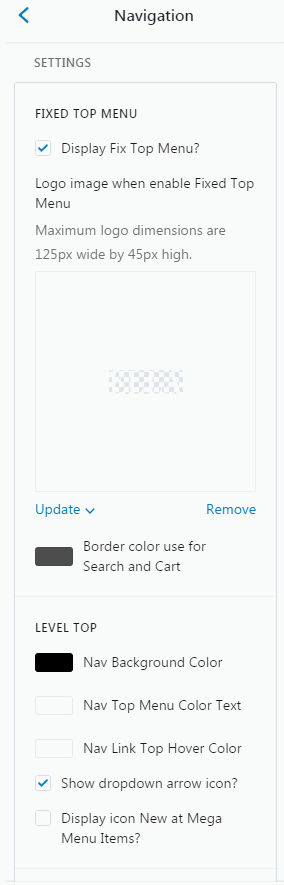 Navigation
SETTINGS
FIXED TOP MENU
Display Fix Top Menu?
Logo image when enable Fixed Top
Menu
Maximum logo dimensions are
125px wide by 45px high.
Update
Remove
Border color use for
Search and Cart
LEVEL TOP
Nav Background Color
Nav Top Menu Color Text
Nav Link Top Hover Color
Show dropdown arrow icon?
Display icon New at Mega
Menu Items?